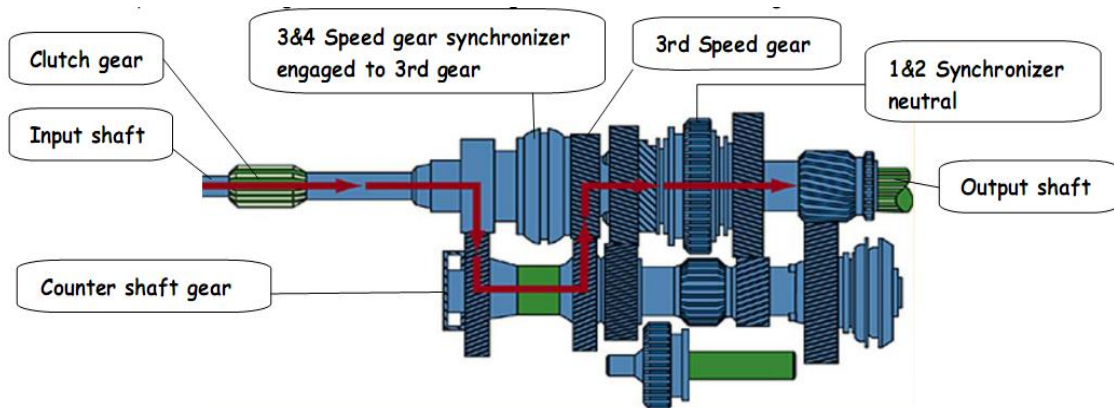 Clutch gear
Input shaft
3&4 Speed gear synchronizer
engaged to 3rd gear
3rd Speed gear
1&2 Synchronizer
neutral
Output shaft
Counter shaft gear